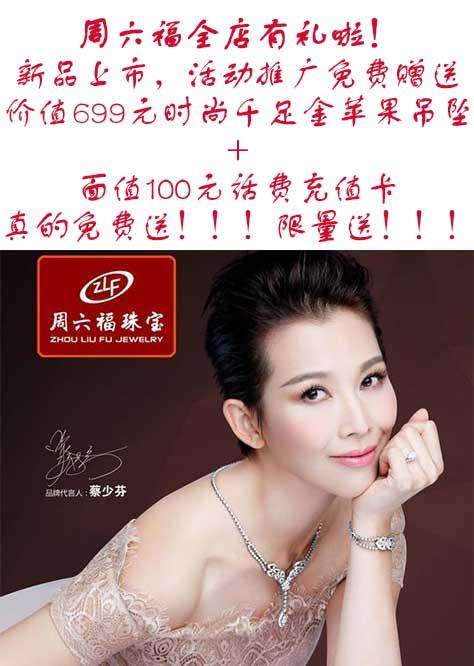 周六福全店有礼啦!
新品上市，活动推广免费赠送
价值699元时尚千足金苹果吊坠
+
面值100元话费充值卡
真的免费送!!!限量送!!!
ZLF
周六福珠宝
ZHOU LIU FU JEWELRY
品牌代言人:蔡少芬